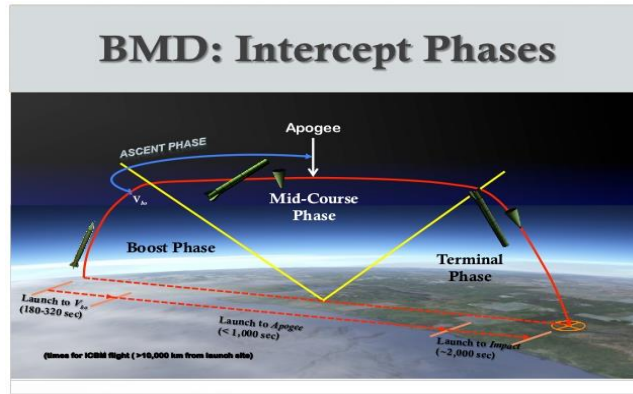 BMD: Intercept Phases
Apogee
ASCENT PHASE
V_bo
Mid-Course
Phase
Boost Phase
Terminal
Phase
Launch to V_bo
(180-320 sec)
Launch to Apogee
(< 1,000 sec)
Launch to Impact
(~2,000 sec)
(times for ICBM flight ( >10,000 km from launch site)